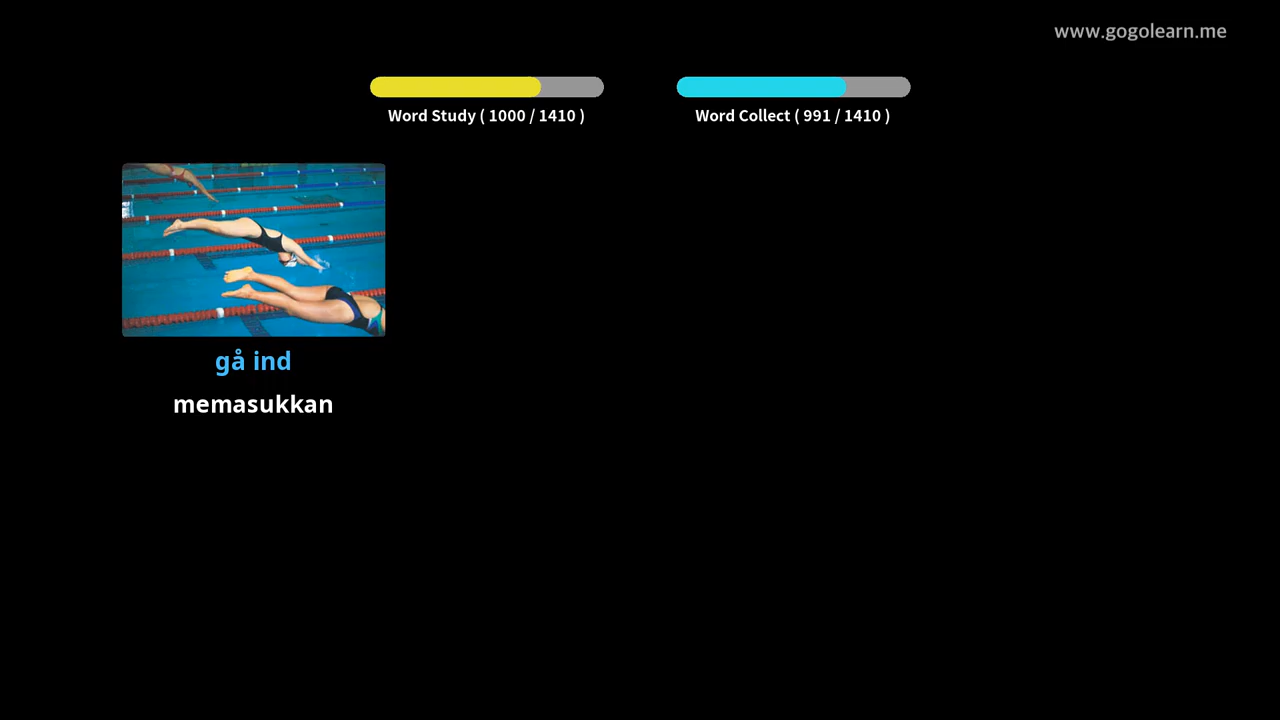 www.gogolearn.me
Word Study ( 1000 / 1410 )
Word Collect ( 991 / 1410 )
gå ind
memasukkan